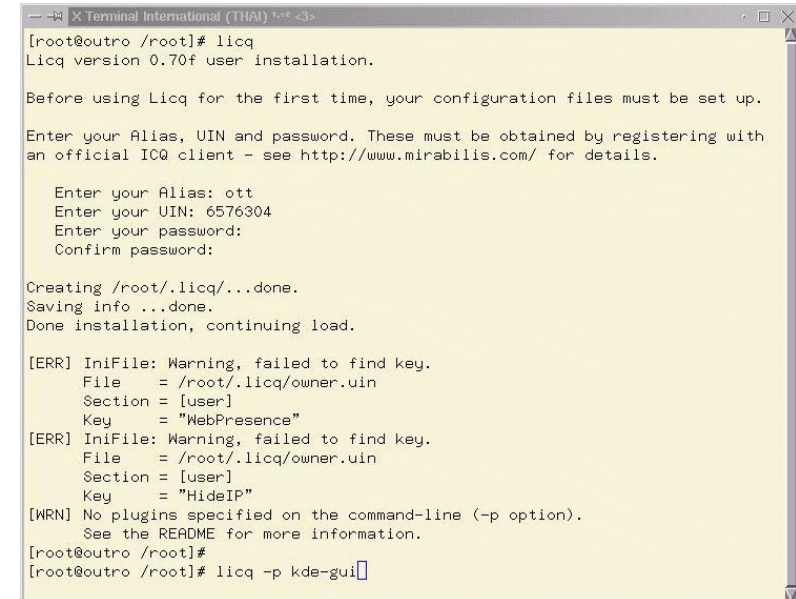 X Terminal International (THAI) <3>
[root@outro /root]# licq
Licq version 0.70f user installation.
Before using Licq for the first time, your configuration files must be set up.
Enter your Alias, UIN and password. These must be obtained by registering with
an official ICQ client - see http://www.mirabilis.com/ for details.
Enter your Alias: ott
Enter your UIN: 6576304
Enter your password:
Confirm password:
Creating /root/.licq/...done.
Saving info ...done.
Done installation, continuing load.
[ERR] IniFile: Warning, failed to find key.
File    = /root/.licq/owner.uin
Section = [user]
Key     = "WebPresence"
[ERR] IniFile: Warning, failed to find key.
File    = /root/.licq/owner.uin
Section = [user]
Key     = "HideIP"
[WRN] No plugins specified on the command-line (-p option).
See the README for more information.
[root@outro /root]#
[root@outro /root]# licq -p kde-gui